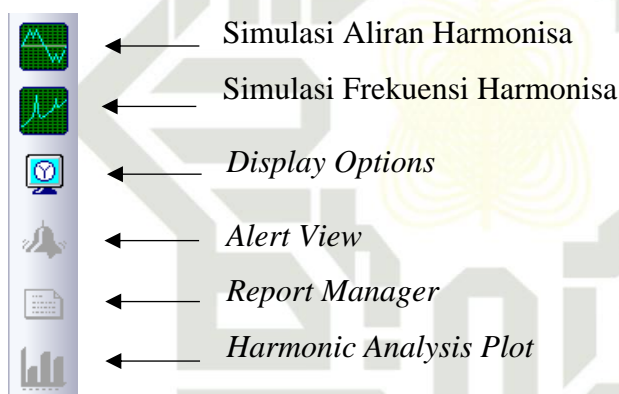 Simulasi Aliran Harmonisa
Simulasi Frekuensi Harmonisa
Display Options
Alert View
Report Manager
Harmonic Analysis Plot